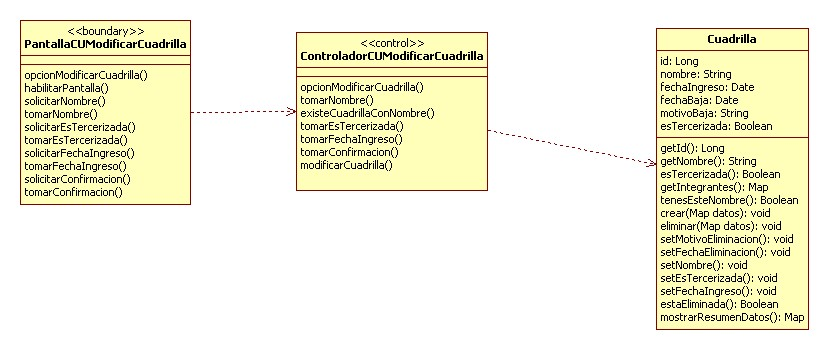 <<boundary>>
PantallaCUModificarCuadrilla
opcionModificarCuadrilla()
habilitarPantalla()
solicitarNombre()
tomarNombre()
solicitarEsTercerizada()
tomarEsTercerizada()
solicitarFechaIngreso()
tomarFechaIngreso()
solicitarConfirmacion()
tomarConfirmacion()
<<control>>
ControladorCUModificarCuadrilla
opcionModificarCuadrilla()
tomarNombre()
existeCuadrillaConNombre()
tomarEsTercerizada()
tomarFechaIngreso()
tomarConfirmacion()
modificarCuadrilla()
Cuadrilla
id: Long
nombre: String
fechaIngreso: Date
fechaBaja: Date
motivoBaja: String
esTercerizada: Boolean
getId(): Long
getNombre(): String
esTercerizada(): Boolean
getIntegrantes(): Map
tenesEsteNombre(): Boolean
crear(Map datos): void
eliminar(Map datos): void
setMotivoEliminacion(): void
setFechaEliminacion(): void
setNombre(): void
setEsTercerizada(): void
setFechaIngreso(): void
estaEliminada(): Boolean
mostrarResumenDatos(): Map